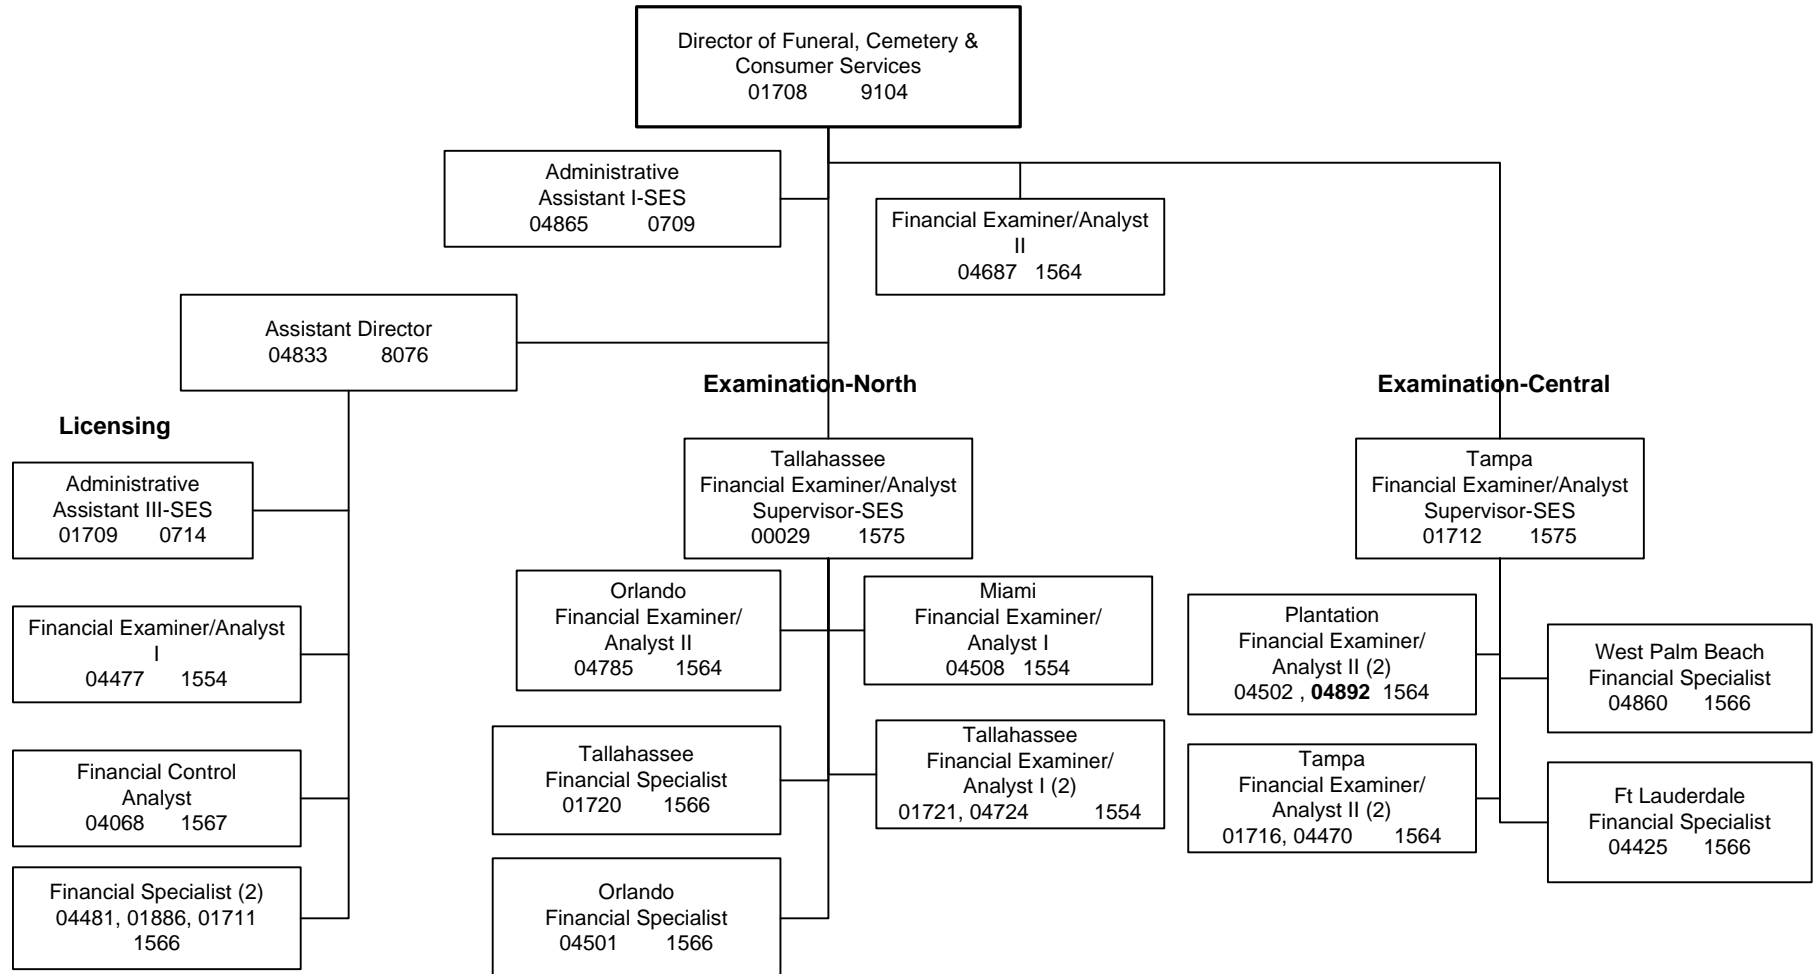 Director of Funeral, Cemetery &
Consumer Services
01708 9104
Administrative
Assistant I-SES
04865 0709
Financial Examiner/Analyst
II
04687 1564
Assistant Director
04833 8076
Licensing
Administrative
Assistant III-SES
01709 0714
Financial Examiner/Analyst
I
04477 1554
Financial Control
Analyst
04068 1567
Financial Specialist (2)
04481, 01886, 01711
1566
Examination-North
Tallahassee
Financial Examiner/Analyst
Supervisor-SES
00029 1575
Orlando
Financial Examiner/
Analyst II
04785 1564
Miami
Financial Examiner/
Analyst I
04508 1554
Tallahassee
Financial Specialist
01720 1566
Tallahassee
Financial Examiner/
Analyst I (2)
01721, 04724 1554
Orlando
Financial Specialist
04501 1566
Examination-Central
Tampa
Financial Examiner/Analyst
Supervisor-SES
01712 1575
Plantation
Financial Examiner/
Analyst II (2)
04502 , 04892 1564
West Palm Beach
Financial Specialist
04860 1566
Tampa
Financial Examiner/
Analyst II (2)
01716, 04470 1564
Ft Lauderdale
Financial Specialist
04425 1566